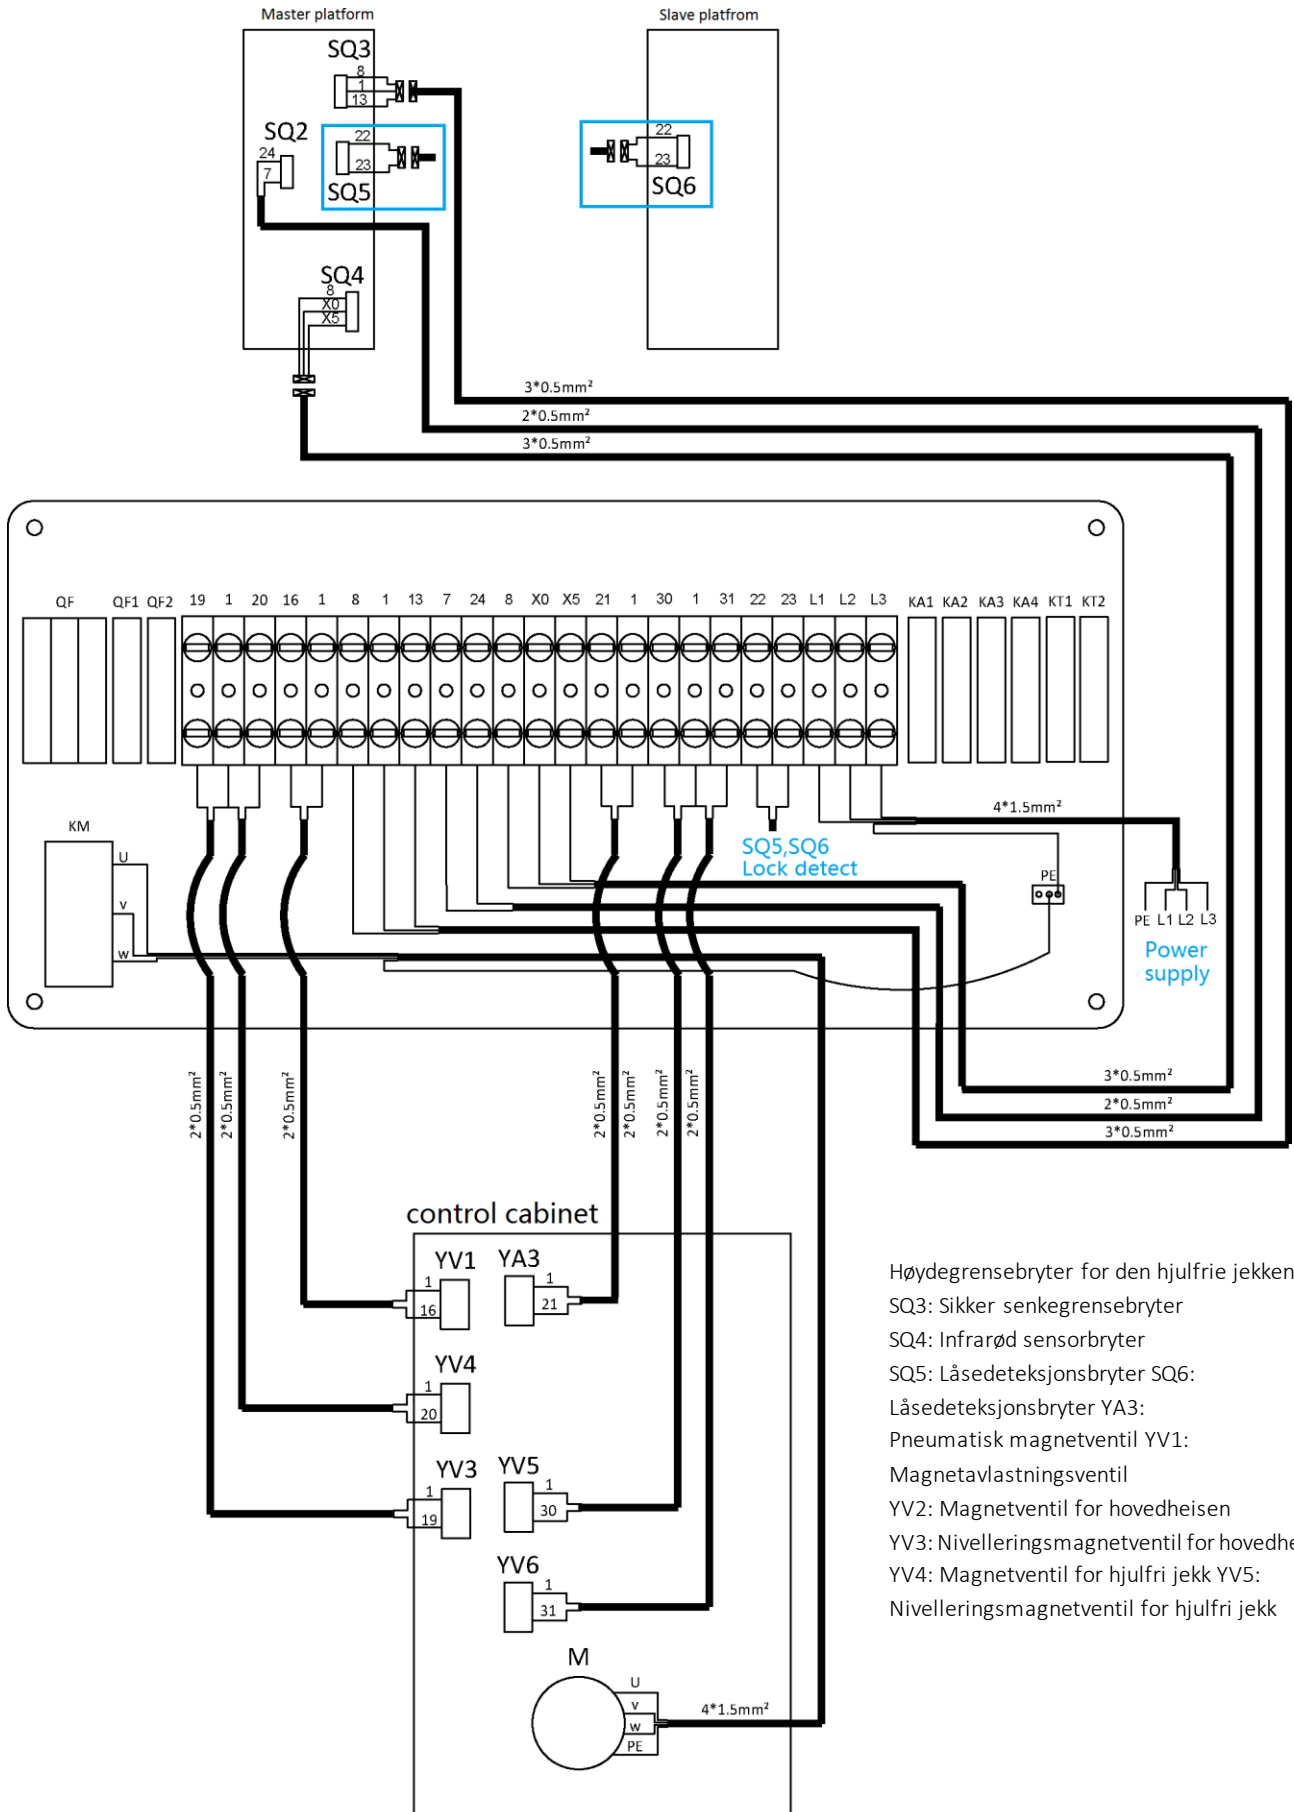 Master platform
Slave platfrom
SQ3
8
1
13
SQ2
24
7
22
23
SQ5
22
23
SQ6
SQ4
8
X0
X5
3*0.5mm²
2*0.5mm²
3*0.5mm²
QF QF1 QF2 19 1 20 16 1 8 1 13 7 24 8 X0 X5 21 1 30 1 31 22 23 L1 L2 L3 KA1 KA2 KA3 KA4 KT1 KT2
4*1.5mm²
KM
U
V
W
SQ5,SQ6
Lock detect
PE
PE L1 L2 L3
Power
supply
2*0.5mm²
2*0.5mm²
2*0.5mm²
2*0.5mm²
2*0.5mm²
2*0.5mm²
2*0.5mm²
3*0.5mm²
2*0.5mm²
3*0.5mm²
control cabinet
YV1
1
16
YA3
1
21
YV4
1
20
YV3
1
19
YV5
1
30
YV6
1
31
M
U
V
W
PE
4*1.5mm²
Høydegrensebryter for den hjulfrie jekken
SQ3: Sikker senkegrensebryter
SQ4: Infrarød sensorbryter
SQ5: Låsedeteksjonsbryter SQ6:
Låsedeteksjonsbryter YA3:
Pneumatisk magnetventil YV1:
Magnetavlastningsventil
YV2: Magnetventil for hovedheisen
YV3: Nivelleringsmagnetventil for hovedhe
YV4: Magnetventil for hjulfri jekk YV5:
Nivelleringsmagnetventil for hjulfri jekk